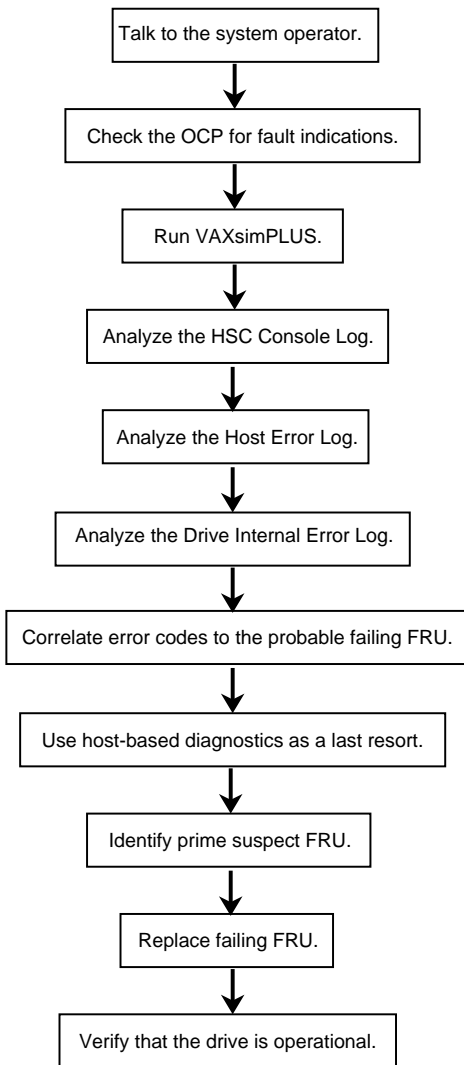 Talk to the system operator.
Check the OCP for fault indications.
Run VAXsimPLUS.
Analyze the HSC Console Log.
Analyze the Host Error Log.
Analyze the Drive Internal Error Log.
Correlate error codes to the probable failing FRU.
Use host-based diagnostics as a last resort.
Identify prime suspect FRU.
Replace failing FRU.
Verify that the drive is operational.